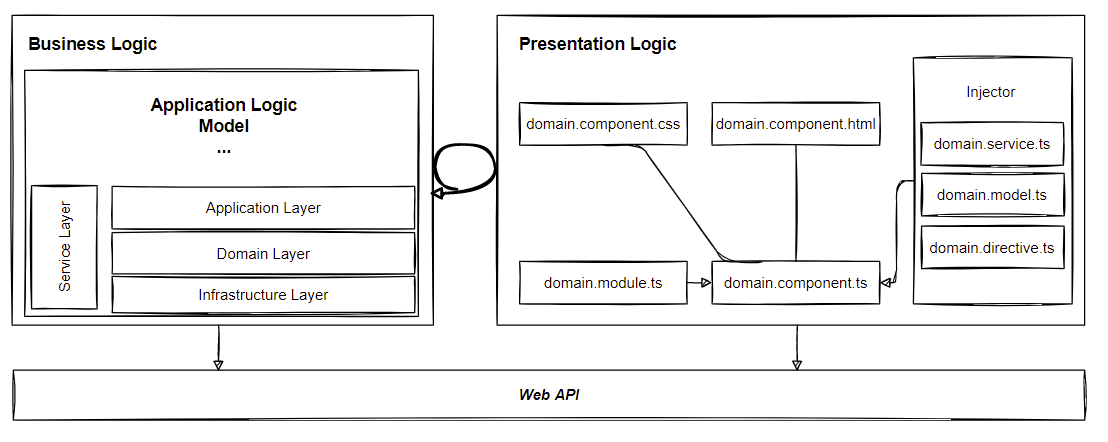 Business Logic
Application Logic
Model
...
Service Layer
Application Layer
Domain Layer
Infrastructure Layer
Presentation Logic
domain.component.css
domain.component.html
domain.module.ts
domain.component.ts
Injector
domain.service.ts
domain.model.ts
domain.directive.ts
Web API